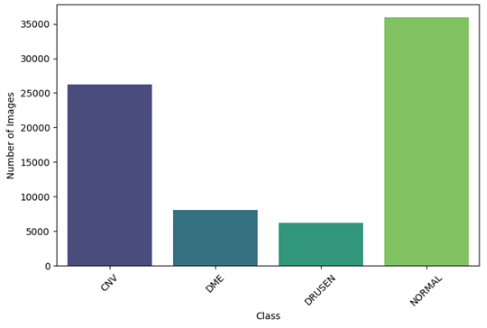 Number of Images
35000
30000
25000
20000
15000
10000
5000
0
CNV
DME
DRUSEN
NORMAL
Class